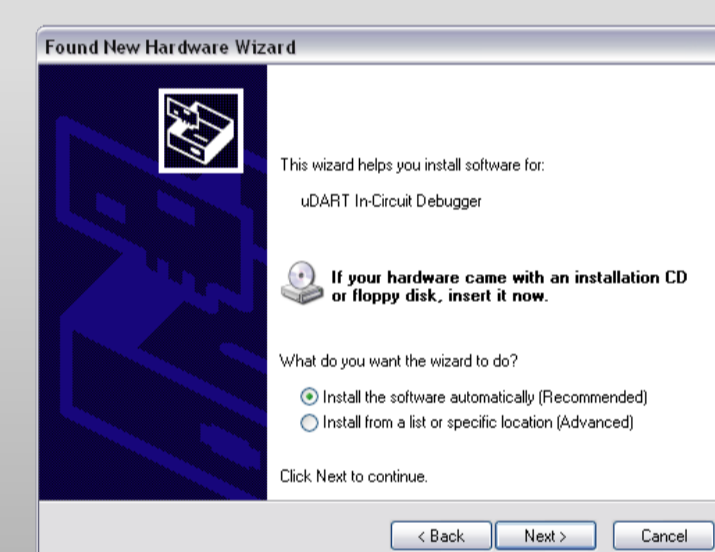 Found New Hardware Wizard
This wizard helps you install software for:
uDART In-Circuit Debugger
If your hardware came with an installation CD
or floppy disk, insert it now.
What do you want the wizard to do?
Install the software automatically (Recommended)
Install from a list or specific location (Advanced)
Click Next to continue.
< Back Next > Cancel